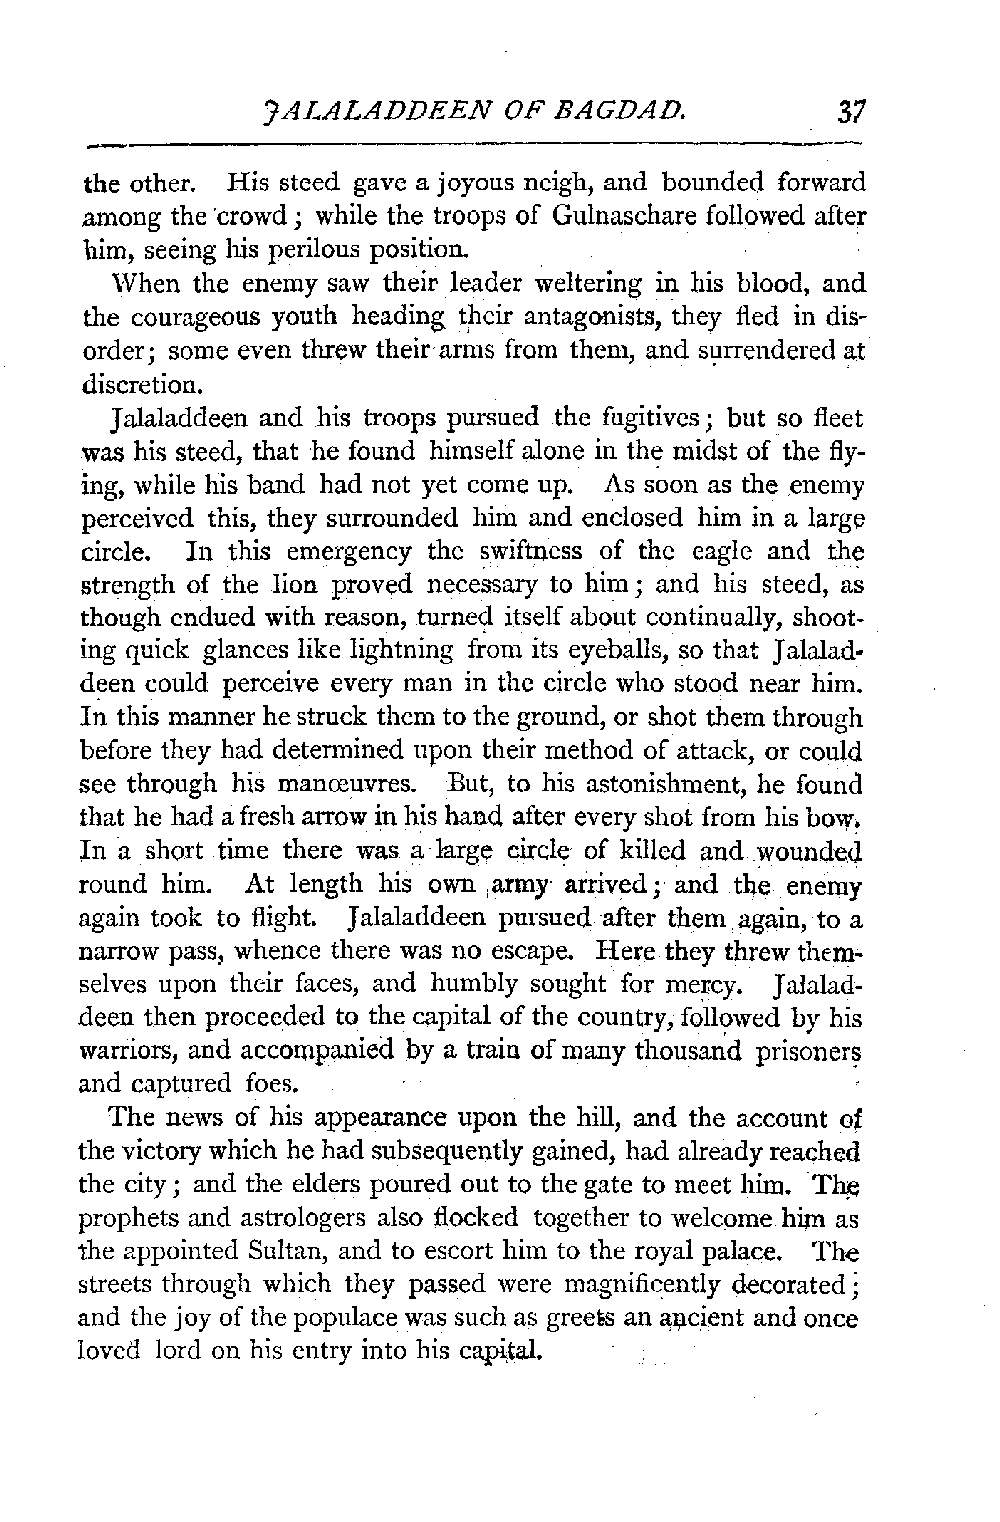 JALALADDEEN OF BAGDAD. 37
the other. His steed gave a joyous neigh, and bounded forward
among the crowd; while the troops of Gulnaschare followed after
him, seeing his perilous position.
When the enemy saw their leader weltering in his blood, and
the courageous youth heading their antagonists, they fled in dis-
order; some even threw their arms from them, and surrendered at
discretion.
Jalaladdeen and his troops pursued the fugitives; but so fleet
was his steed, that he found himself alone in the midst of the fly-
ing, while his band had not yet come up. As soon as the enemy
perceived this, they surrounded him and enclosed him in a large
circle. In this emergency the swiftness of the eagle and the
strength of the lion proved necessary to him; and his steed, as
though endued with reason, turned itself about continually, shoot-
ing quick glances like lightning from its eyeballs, so that Jalalad-
deen could perceive every man in the circle who stood near him.
In this manner he struck them to the ground, or shot them through
before they had determined upon their method of attack, or could
see through his manœuvres. But, to his astonishment, he found
that he had a fresh arrow in his hand after every shot from his bow.
In a short time there was a large circle of killed and wounded
round him. At length his own army arrived; and the enemy
again took to flight. Jalaladdeen pursued after them again, to a
narrow pass, whence there was no escape. Here they threw them-
selves upon their faces, and humbly sought for mercy. Jalalad-
deen then proceeded to the capital of the country, followed by his
warriors, and accompanied by a train of many thousand prisoners
and captured foes.
The news of his appearance upon the hill, and the account of
the victory which he had subsequently gained, had already reached
the city; and the elders poured out to the gate to meet him. The
prophets and astrologers also flocked together to welcome him as
the appointed Sultan, and to escort him to the royal palace. The
streets through which they passed were magnificently decorated;
and the joy of the populace was such as greets an ancient and once
loved lord on his entry into his capital.